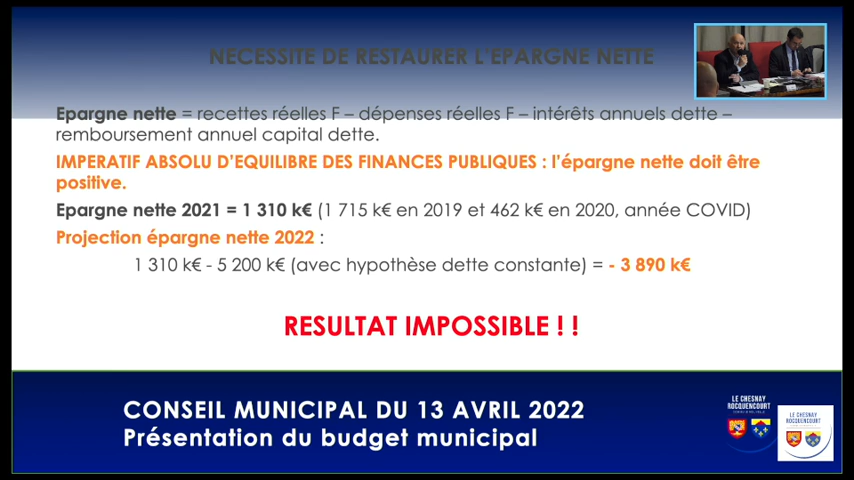 NECESSITE DE RESTAURER L'EPARGNE NETTE
Epargne nette = recettes réelles F – dépenses réelles F – intérêts annuels dette –
remboursement annuel capital dette.
IMPERATIF ABSOLU D'EQUILIBRE DES FINANCES PUBLIQUES : l'épargne nette doit être
positive.
Epargne nette 2021 = 1 310 k€ (1 715 k€ en 2019 et 462 k€ en 2020, année COVID)
Projection épargne nette 2022 :
1 310 k€ - 5 200 k€ (avec hypothèse dette constante) = - 3 890 k€
RESULTAT IMPOSSIBLE ! !
CONSEIL MUNICIPAL DU 13 AVRIL 2022
Présentation du budget municipal
LE CHESNAY
ROCQUENCOURT
LE CHESNAY
ROCQUENCOURT